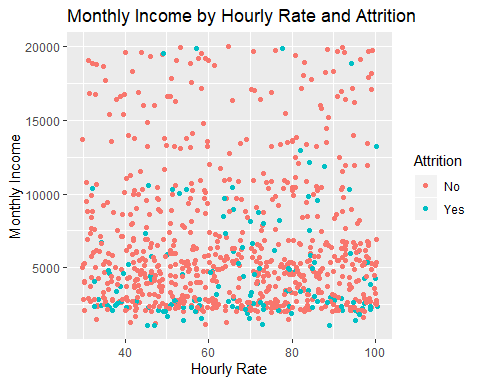 Monthly Income by Hourly Rate and Attrition
20000
15000
10000
5000
Monthly Income
40 60 80 100
Hourly Rate
Attrition
No
Yes